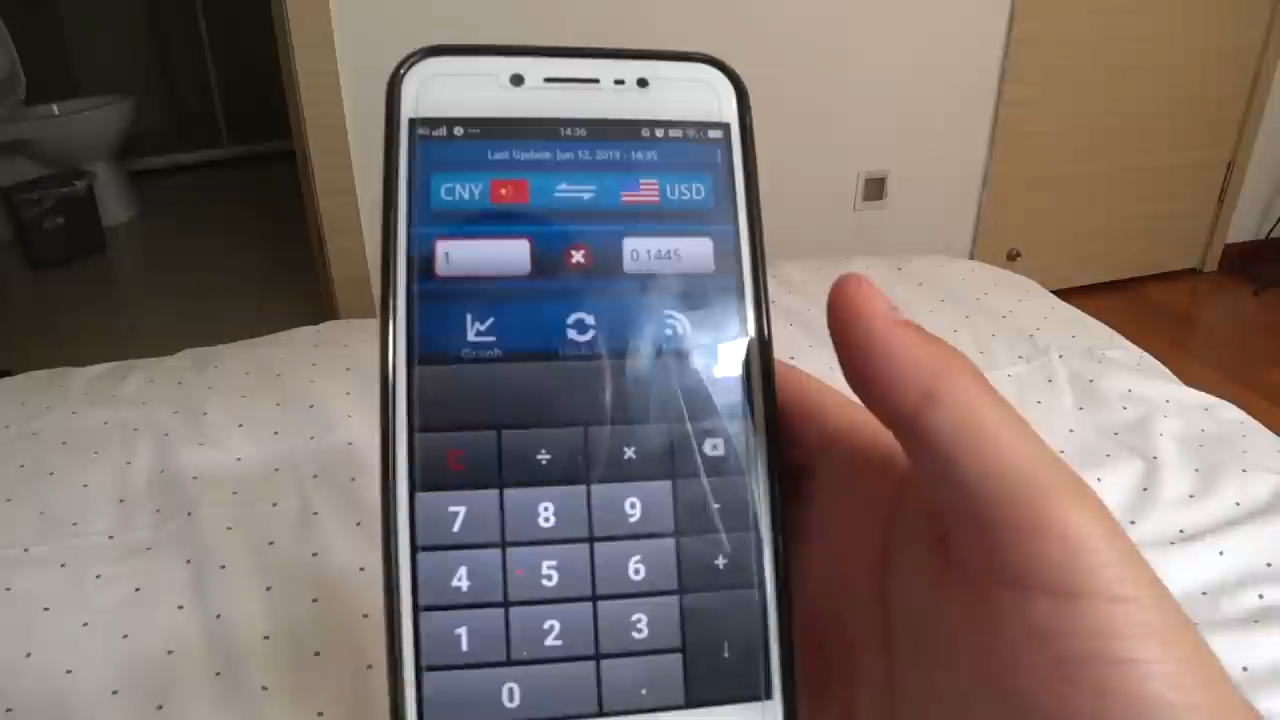 4G 14:36
Last Update: Jun 12, 2019 - 14:35
CNY USD
1 0.1445
Graph
C ÷ × 
7 8 9 -
4 5 6 +
1 2 3 ↓
0 .